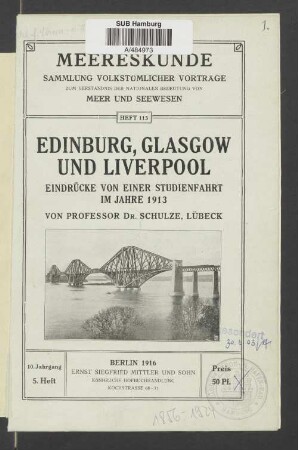 SUB Hamburg
A/484973
1.
MEERESKUNDE
SAMMLUNG VOLKSTÜMLICHER VORTRÄGE
ZUM VERSTÄNDNIS DER NATIONALEN BEDEUTUNG VON
MEER UND SEEWESEN
HEFT 113
EDINBURG, GLASGOW
UND LIVERPOOL
EINDRÜCKE VON EINER STUDIENFAHRT
IM JAHRE 1913
VON PROFESSOR DR. SCHULZE, LÜBECK
10. Jahrgang
5. Heft
BERLIN 1916
ERNST SIEGFRIED MITTLER UND SOHN
KÖNIGLICHE HOFBUCHHANDLUNG
KOCHSTRASSE 68–71
Preis
50 Pf.